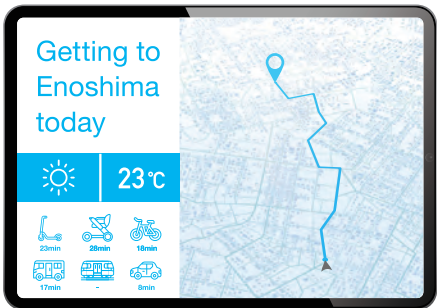 Getting to
Enoshima
today
23℃
23min
28min
18min
17min
8min